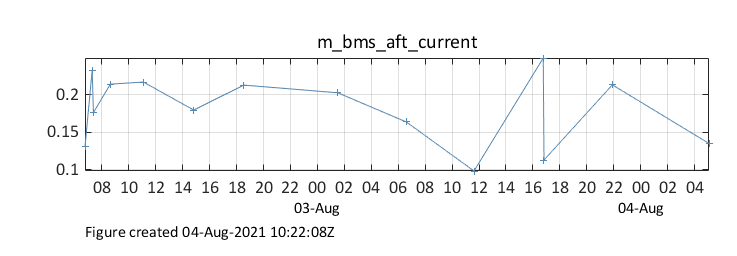 m_bms_aft_current
0.2
0.15
0.1
08 10 12 14 16 18 20 22 00 02 04 06 08 10 12 14 16 18 20 22 00 02 04
03-Aug 04-Aug
Figure created 04-Aug-2021 10:22:08Z